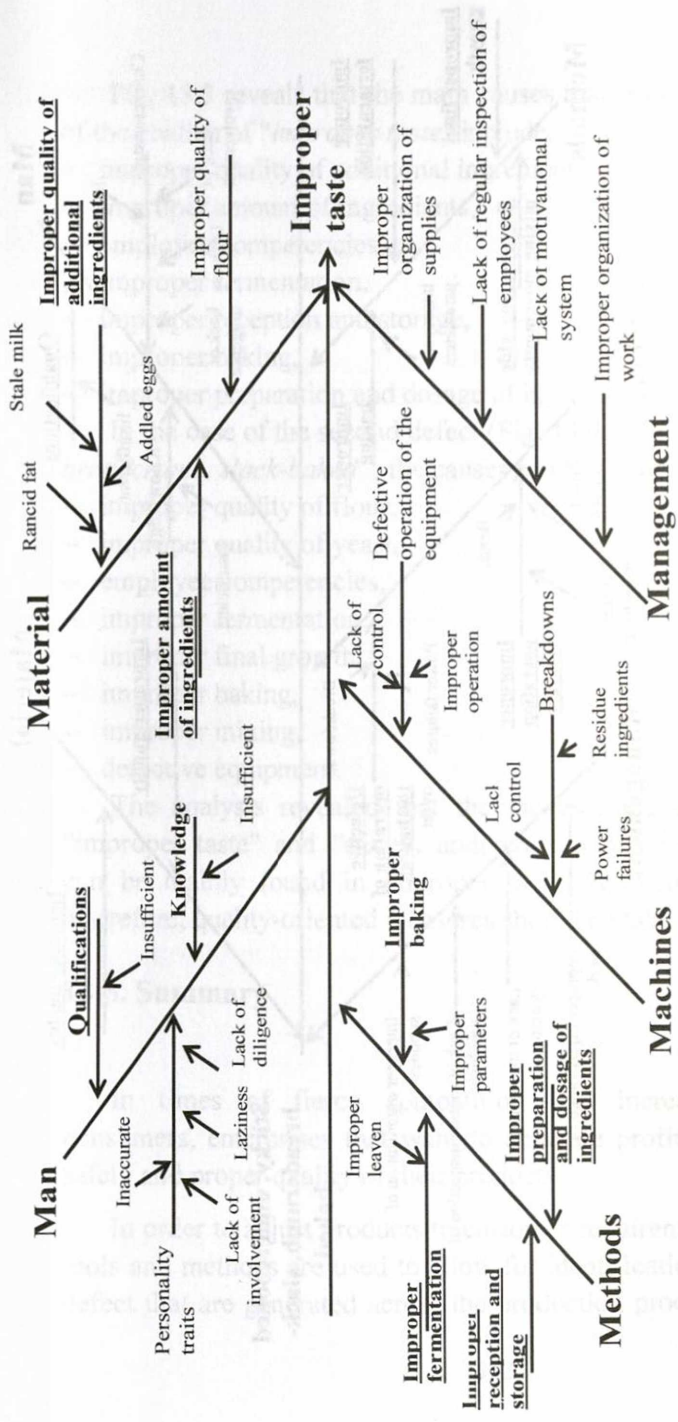 Man
Qualifications
Insufficient
Inaccurate
Personality
traits
Lack of
involvement
Laziness
Lack of
diligence
Knowledge
Insufficient
Material
Rancid fat
Stale milk
Improper quality of
additional
ingredients
Addled eggs
Improper amount
of ingredients
Improper quality of
flour
Improper
taste
Improper
leaven
Improper
fermentation
Improper
reception and
storage
Improper
baking
Improper
parameters
Improper
preparation
and dosage of
ingredients
Methods
Lack of
control
Defective
operation of the
equipment
Improper
operation
control
Breakdowns
Power
failures
Residue
ingredients
Machines
Improper
organization of
supplies
Lack of regular inspection of
employees
Lack of motivational
system
Improper organization of
work
Management